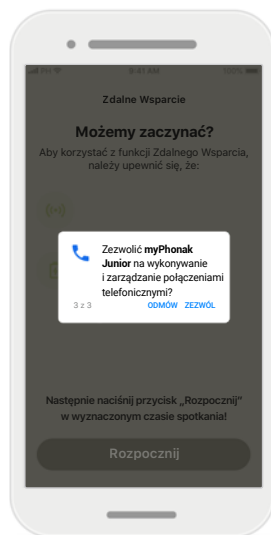 9:41 AM
100%
Zdalne Wsparcie
Możemy zaczynać?
Aby korzystać z funkcji Zdalnego Wsparcia,
należy upewnić się, że:
Zezwolić myPhonak
Junior na wykonywanie
i zarządzanie połączeniami
telefonicznymi?
3 z 3 ODMÓW ZEZWÓL
Następnie naciśnij przycisk „Rozpocznij”
w wyznaczonym czasie spotkania!
Rozpocznij